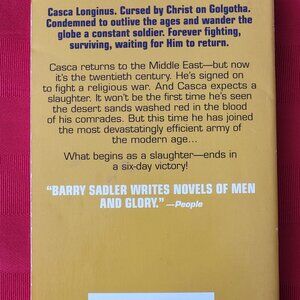 Casca Longinus. Cursed by Christ on Golgotha.
Condemned to outlive the ages and wander the
globe a constant soldier. Forever fighting,
surviving, waiting for Him to return.
Casca returns to the Middle East—but now
it's the twentieth century. He's signed on
to fight a religious war. And Casca expects a
slaughter. It won't be the first time he's seen
the desert sands washed red in the blood
of his comrades. But this time he has joined
the most devastatingly efficient army of
the modern age...
What begins as a slaughter—ends in
a six-day victory!
"BARRY SADLER WRITES NOVELS OF MEN
AND GLORY." —People